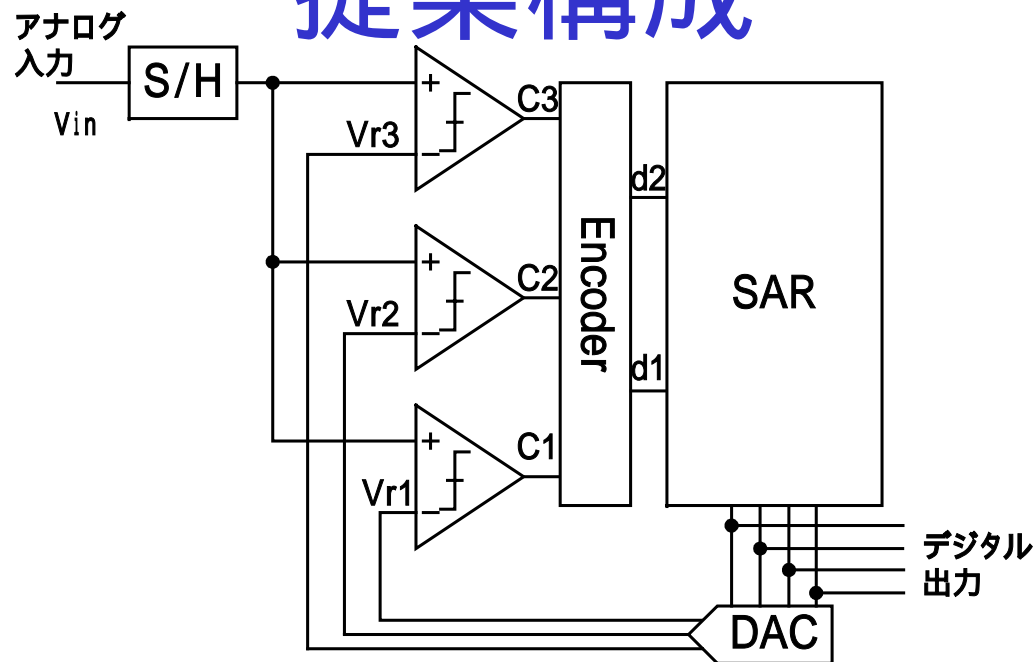 提案構成
アナログ
入力
Vin
S/H
+
Vr3
C3
+
Vr2
C2
+
Vr1
C1
Encoder
d2
d1
SAR
デジタル
出力
DAC